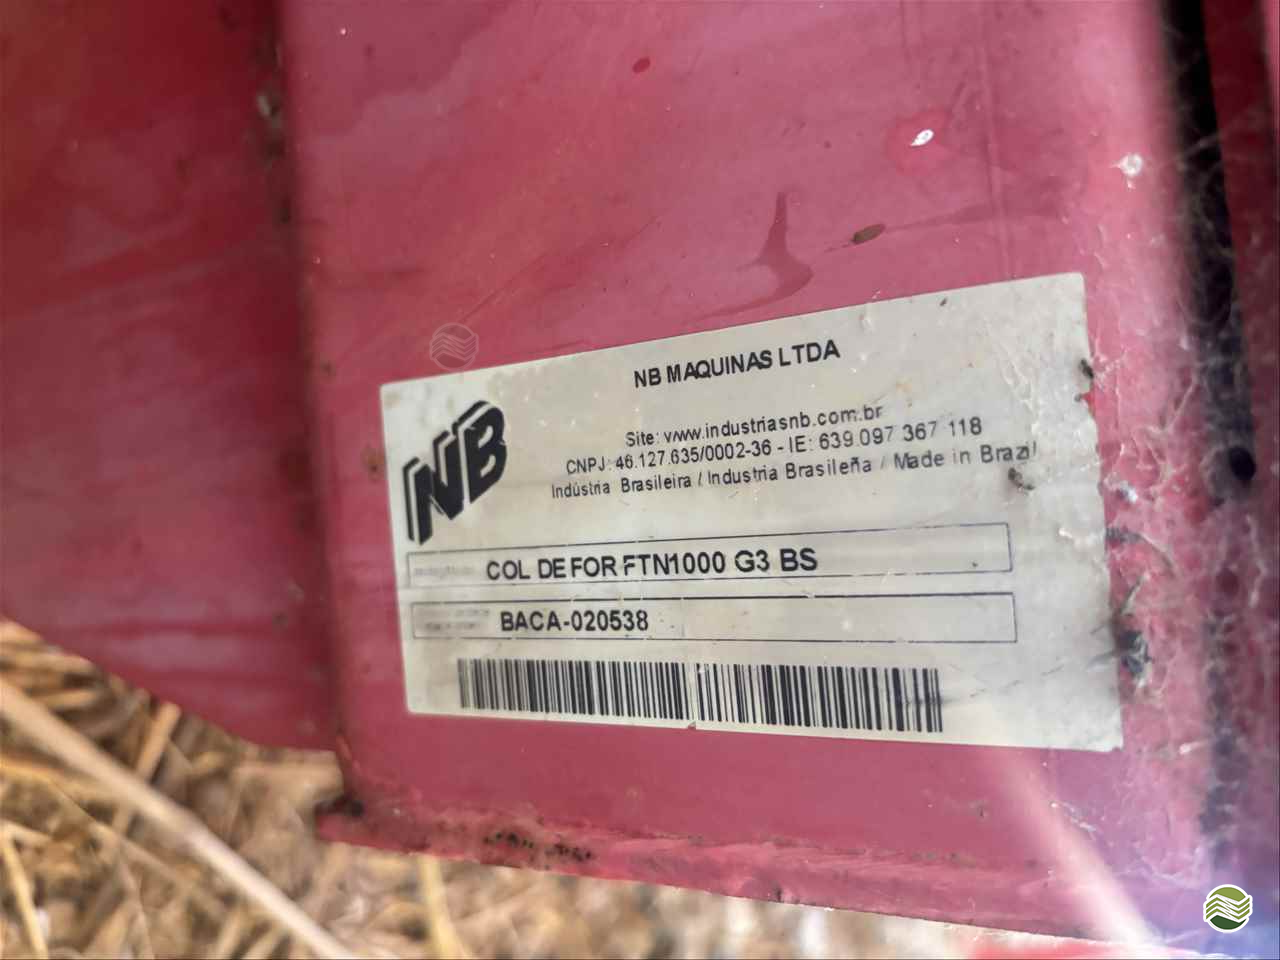 NB MAQUINAS LTDA
NB
Site: www.industriasnb.com.br
CNPJ: 46.127.635/0002-36 - IE: 639.097.367.118
Indústria Brasileira / Industria Brasileña / Made in Brazil
COL DE FOR FTN1000 G3 BS
BACA-020538